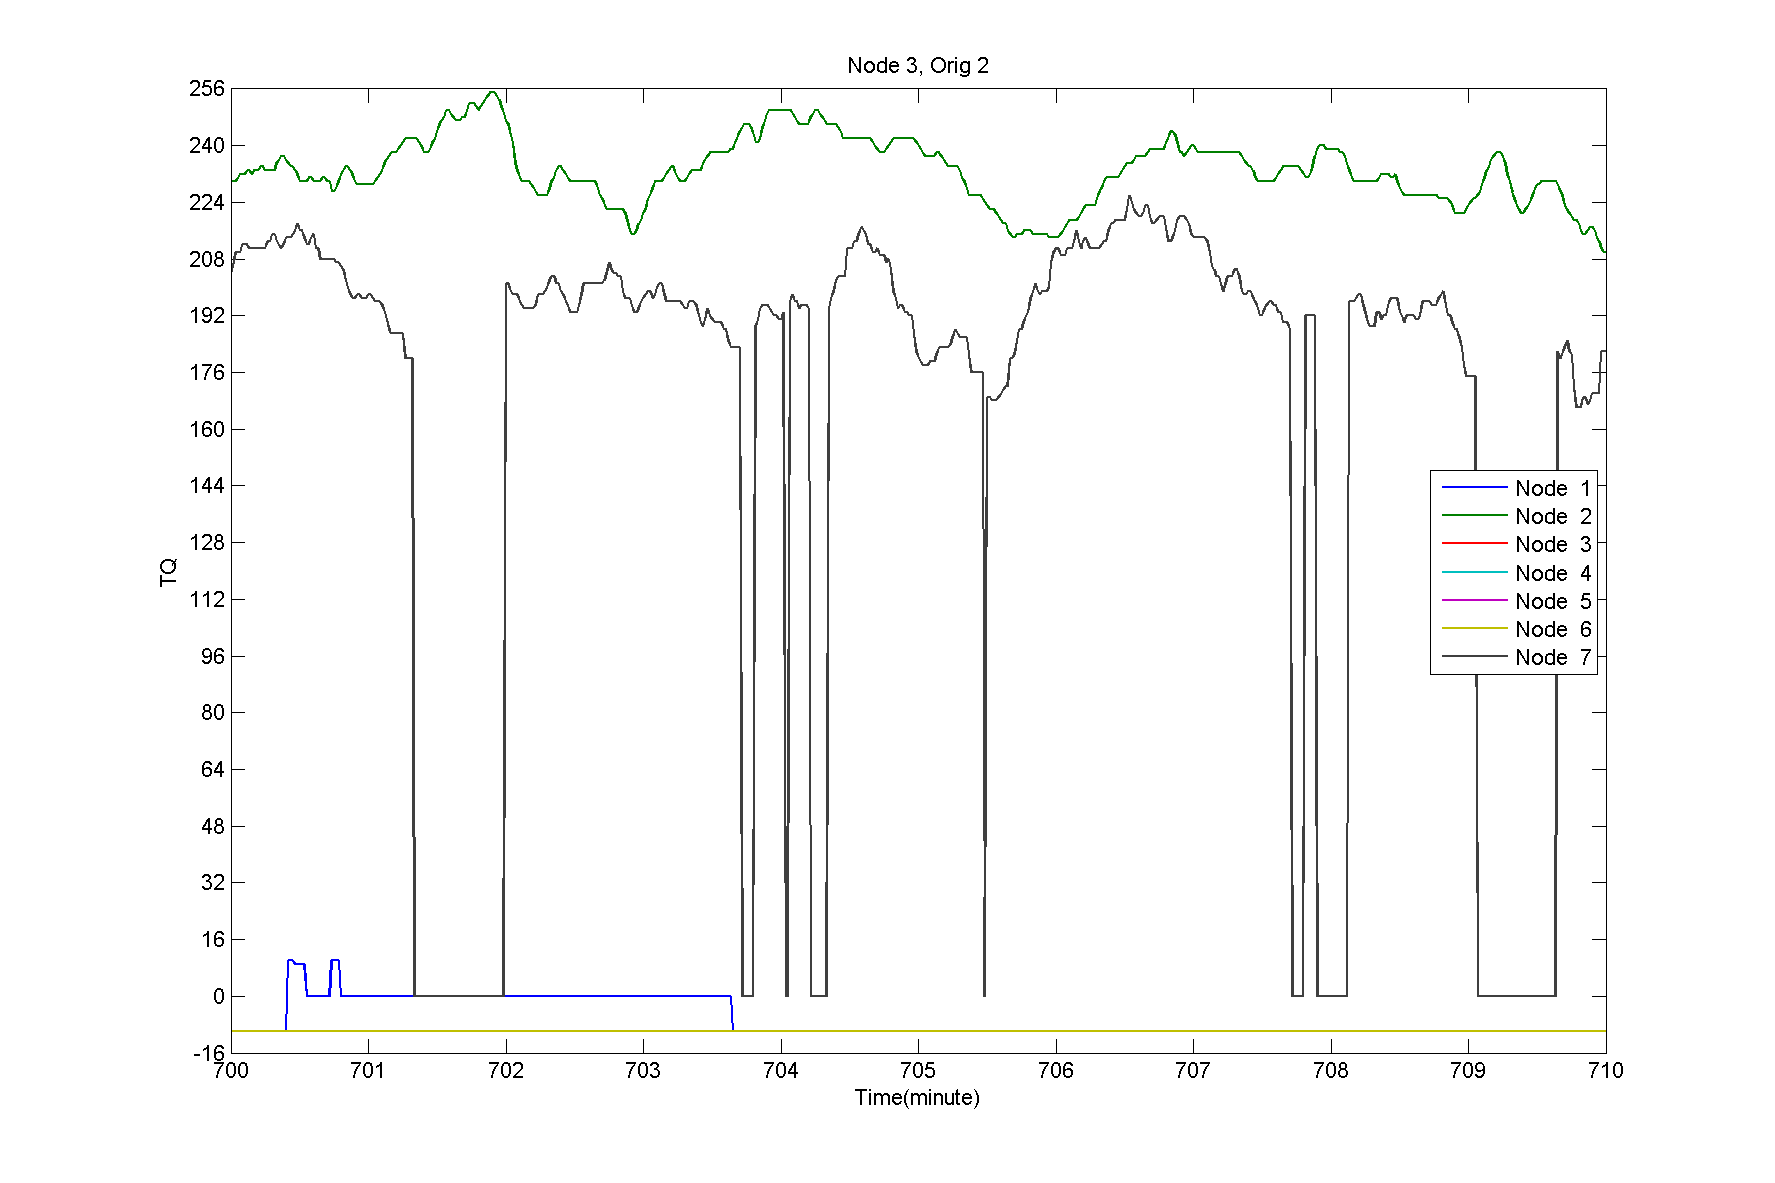 Node 3, Orig 2
256
240
224
208
192
176
160
144
128
112
96
80
64
48
32
16
0
-16
TQ
Node 1
Node 2
Node 3
Node 4
Node 5
Node 6
Node 7
700 701 702 703 704 705 706 707 708 709 710
Time(minute)